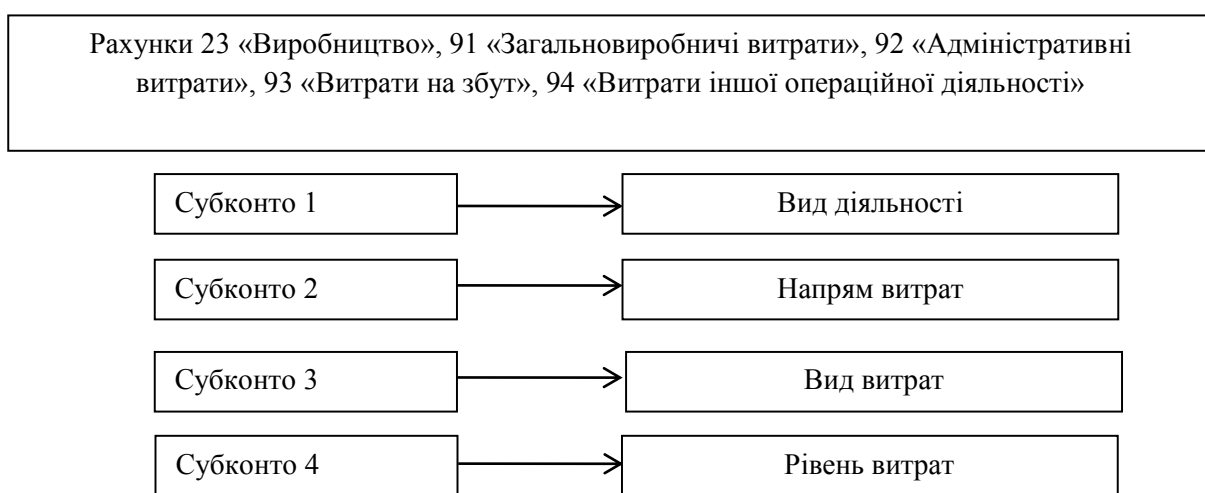 Рахунки 23 «Виробництво», 91 «Загальновиробничі витрати», 92 «Адміністративні
витрати», 93 «Витрати на збут», 94 «Витрати іншої операційної діяльності»
Субконто 1
Вид діяльності
Субконто 2
Напрям витрат
Субконто 3
Вид витрат
Субконто 4
Рівень витрат